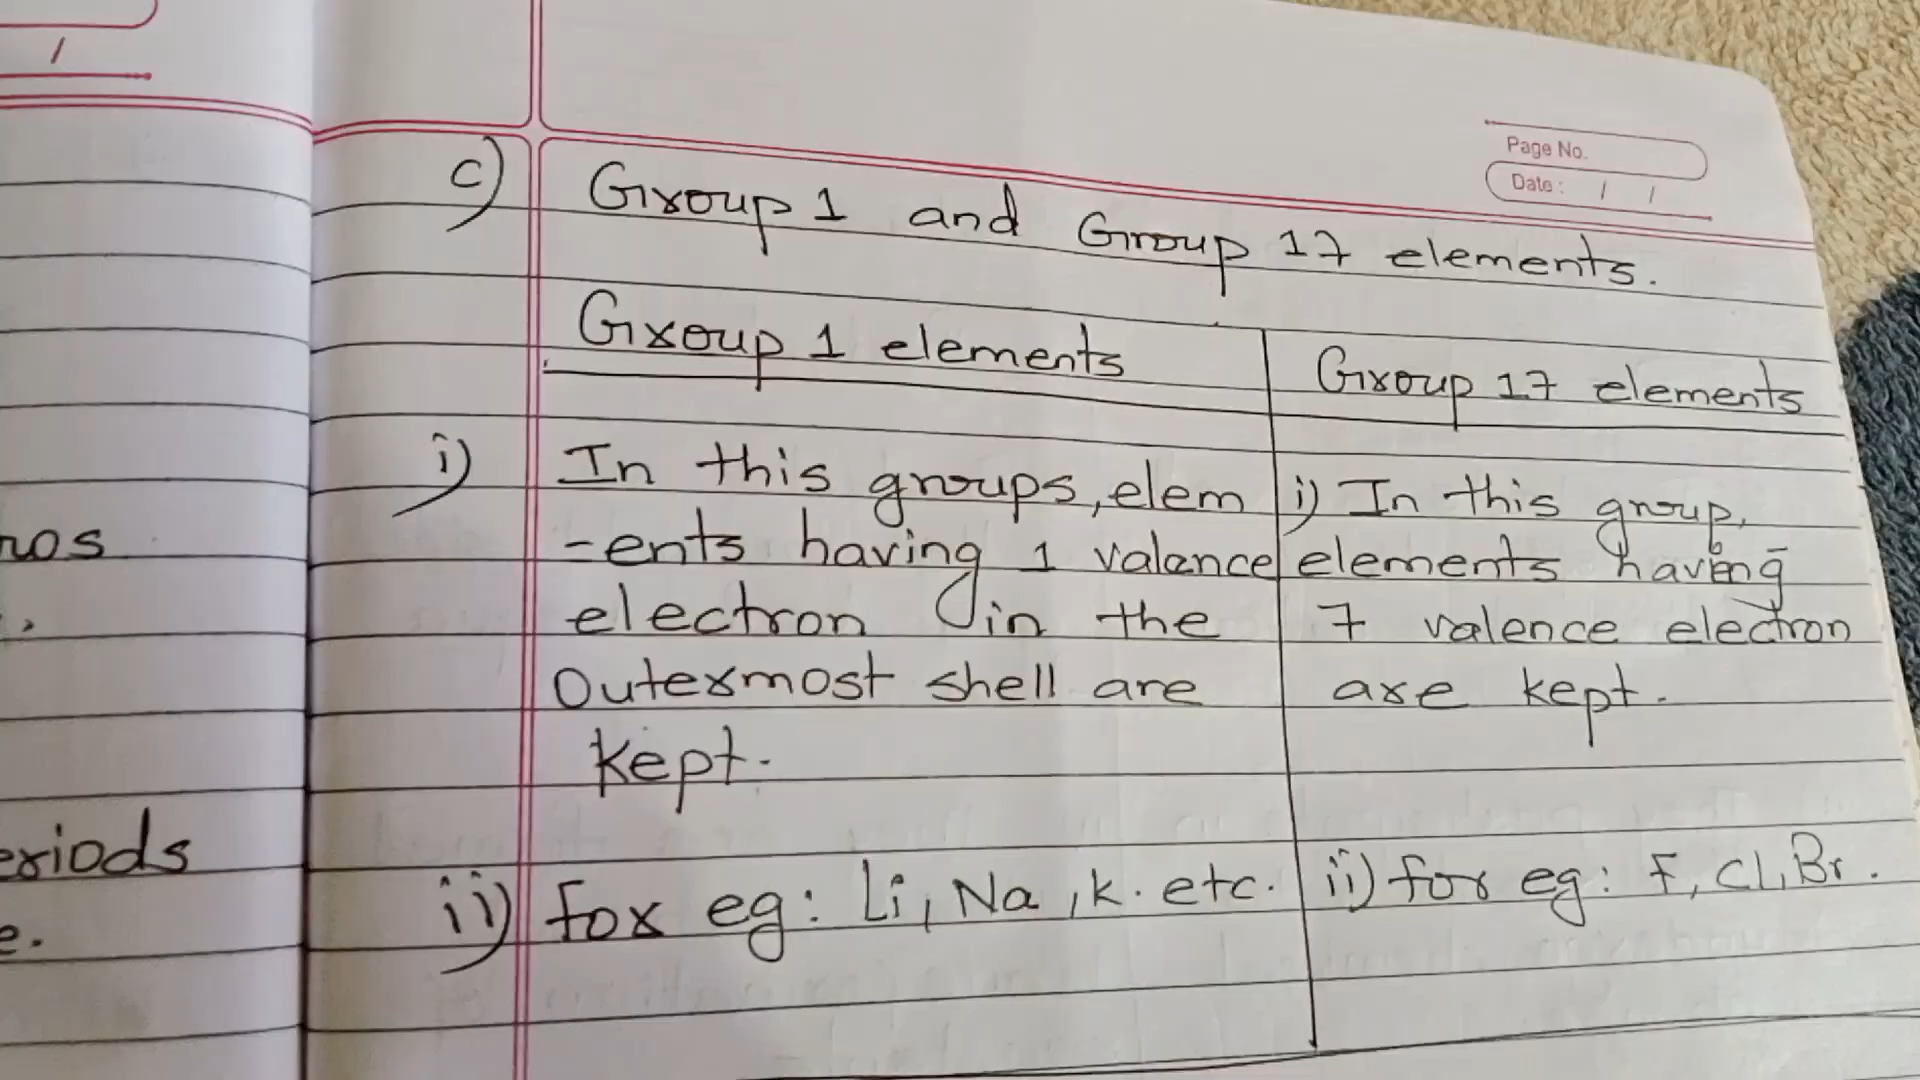 /
ros
,
eriods
e.
Page No.
Date : / /
c) Group 1 and Group 17 elements.
Group 1 elements
i) In this groups, elem
-ents having 1 valance
electron in the
outermost shell are
kept.
ii) for eg: Li, Na, k. etc.
Group 17 elements
i) In this group,
elements having
7 valence electron
are kept.
ii) for eg: F, Cl, Br.